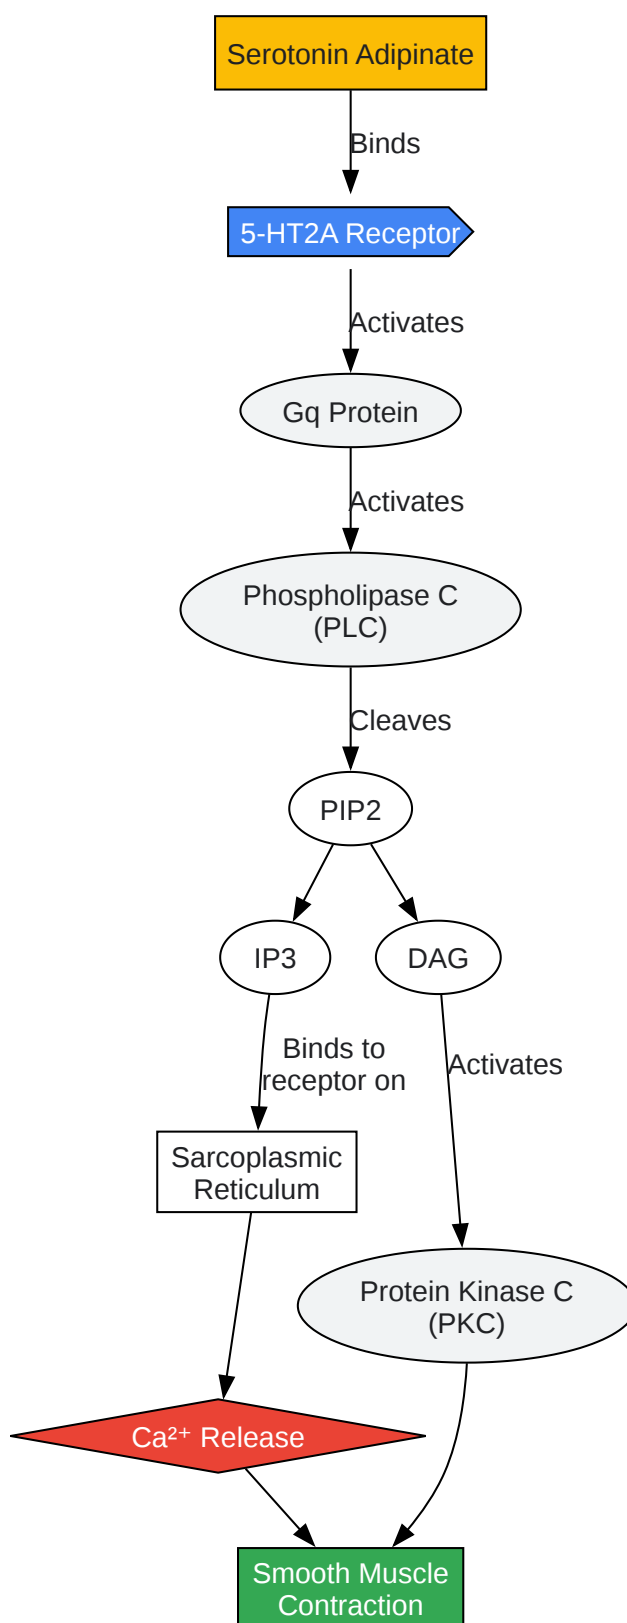 Serotonin Adipinate
Binds
5-HT2A Receptor
Activates
Gq Protein
Activates
Phospholipase C
(PLC)
Cleaves
PIP2
IP3
DAG
Binds to
receptor on
Activates
Sarcoplasmic
Reticulum
Protein Kinase C
(PKC)
Ca²⁺ Release
Smooth Muscle
Contraction